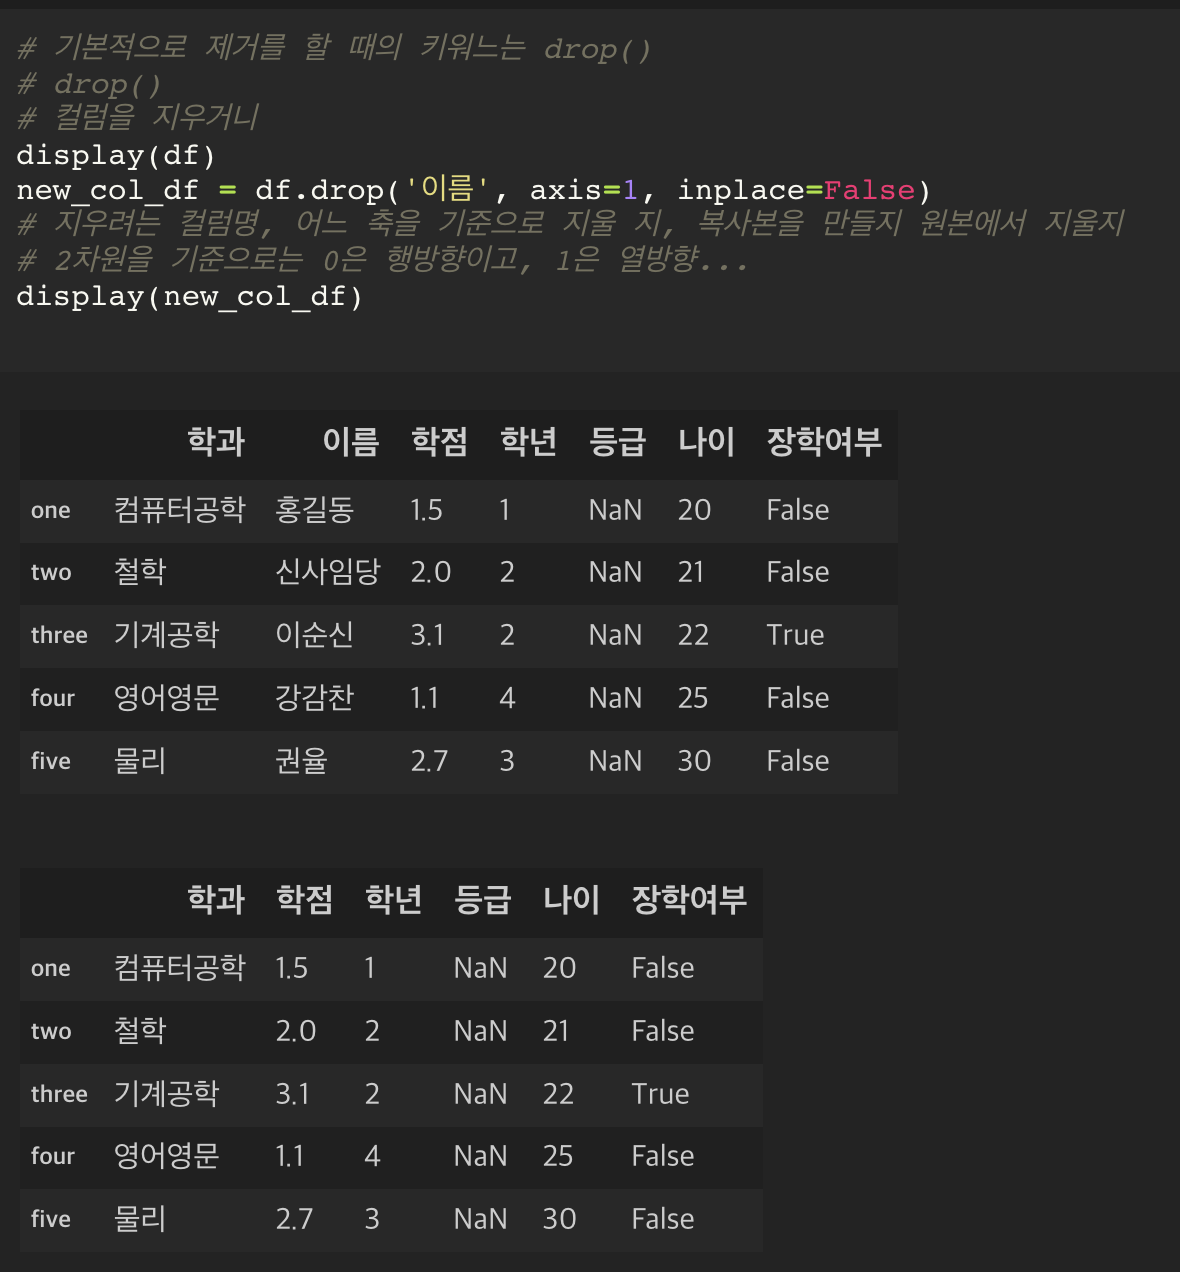 # 기본적으로 제거를 할 때의 키워느는 drop()
# drop()
# 컬럼을 지우거니
display(df)
new_col_df = df.drop('이름', axis=1, inplace=False)
# 지우려는 컬럼명, 어느 축을 기준으로 지울 지, 복사본을 만들지 원본에서 지울지
# 2차원을 기준으로는 0은 행방향이고, 1은 열방향...
display(new_col_df)
학과 이름 학점 학년 등급 나이 장학여부
one 컴퓨터공학 홍길동 1.5 1 NaN 20 False
two 철학 신사임당 2.0 2 NaN 21 False
three 기계공학 이순신 3.1 2 NaN 22 True
four 영어영문 강감찬 1.1 4 NaN 25 False
five 물리 권율 2.7 3 NaN 30 False
학과 학점 학년 등급 나이 장학여부
one 컴퓨터공학 1.5 1 NaN 20 False
two 철학 2.0 2 NaN 21 False
three 기계공학 3.1 2 NaN 22 True
four 영어영문 1.1 4 NaN 25 False
five 물리 2.7 3 NaN 30 False